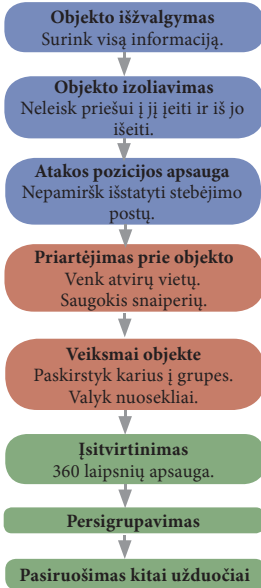 Objekto išžvalgymas
Surink visą informaciją.
Objekto izoliavimas
Neleisk priešui į jį įeiti ir iš jo
išeiti.
Atakos pozicijos apsauga
Nepamiršk išstatyti stebėjimo
postų.
Priartėjimas prie objekto
Venk atvirų vietų.
Saugokis snaiperių.
Veiksmai objekte
Paskirstyk karius į grupes.
Valyk nuosekliai.
Įsitvirtinimas
360 laipsnių apsauga.
Persigrupavimas
Pasiruošimas kitai užduočiai